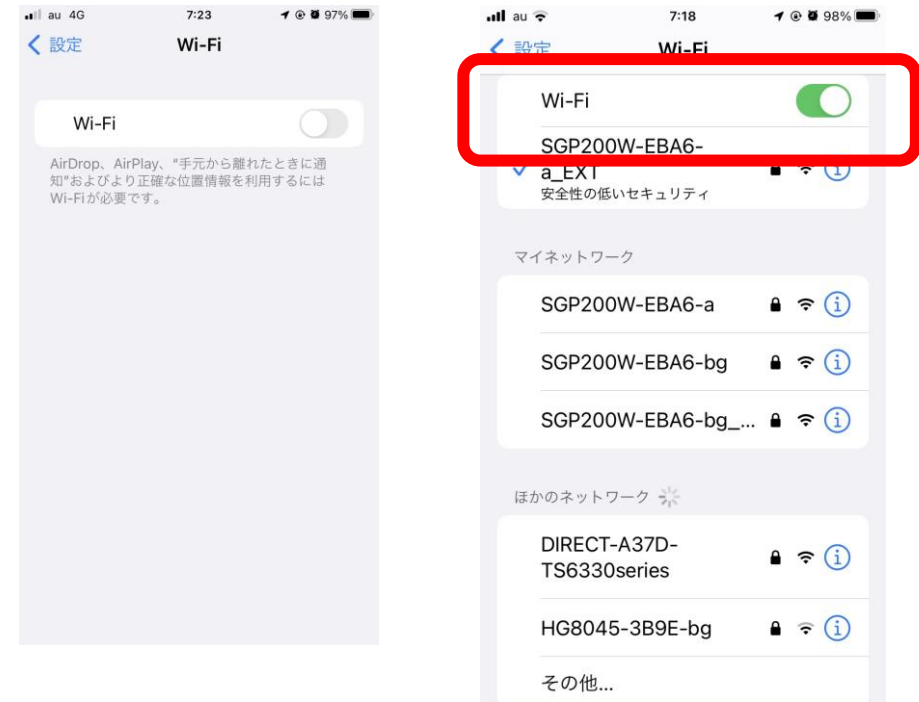 au 4G 7:23 97%
設定 Wi-Fi
Wi-Fi
AirDrop、AirPlay、“手元から離れたときに通
知”およびより正確な位置情報を利用するには
Wi-Fiが必要です。
au 7:18 98%
設定 Wi-Fi
Wi-Fi
SGP200W-EBA6-
a_EXT
安全性の低いセキュリティ
マイネットワーク
SGP200W-EBA6-a
SGP200W-EBA6-bg
SGP200W-EBA6-bg_...
ほかのネットワーク
DIRECT-A37D-
TS6330series
HG8045-3B9E-bg
その他...